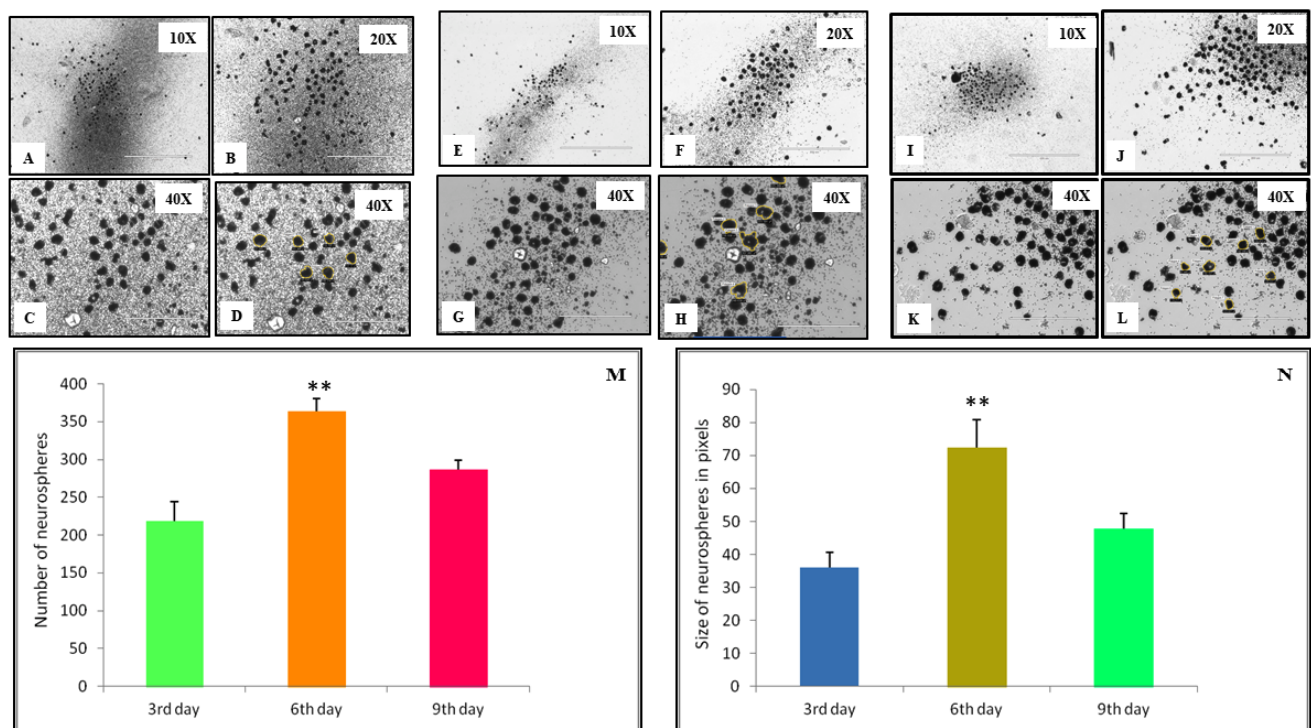 10X
A
20X
B
10X
E
20X
F
10X
I
20X
J
40X
C
40X
D
40X
G
40X
H
40X
K
40X
L
M
**
Number of neurospheres
400
350
300
250
200
150
100
50
0
3rd day
6th day
9th day
N
**
Size of neurospheres in pixels
90
80
70
60
50
40
30
20
10
0
3rd day
6th day
9th day